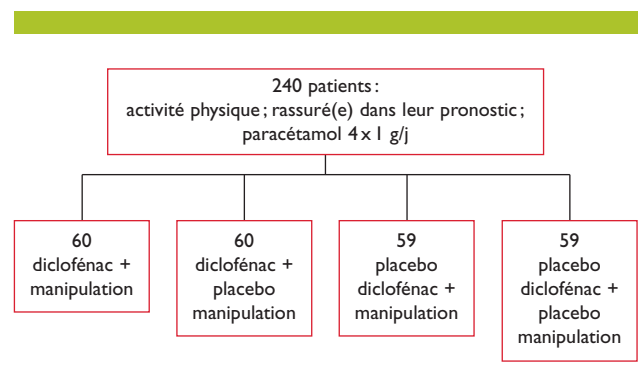 240 patients :
activité physique ; rassuré(e) dans leur pronostic ;
paracétamol 4 x 1 g/j
60
diclofénac +
manipulation
60
diclofénac +
placebo
manipulation
59
placebo
diclofénac +
manipulation
59
placebo
diclofénac +
placebo
manipulation